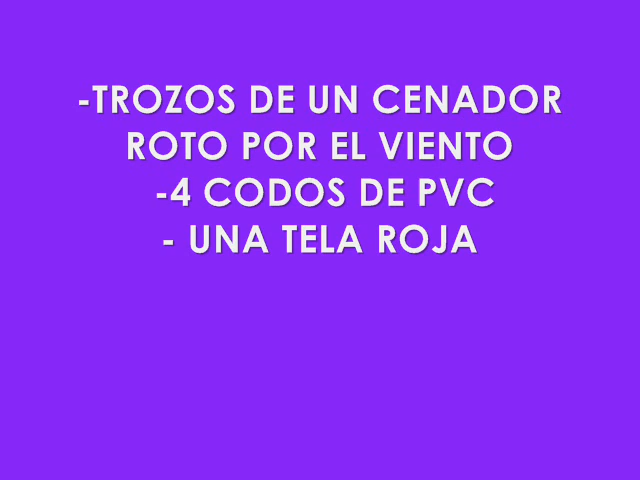 -TROZOS DE UN CENADOR
ROTO POR EL VIENTO
-4 CODOS DE PVC
- UNA TELA ROJA